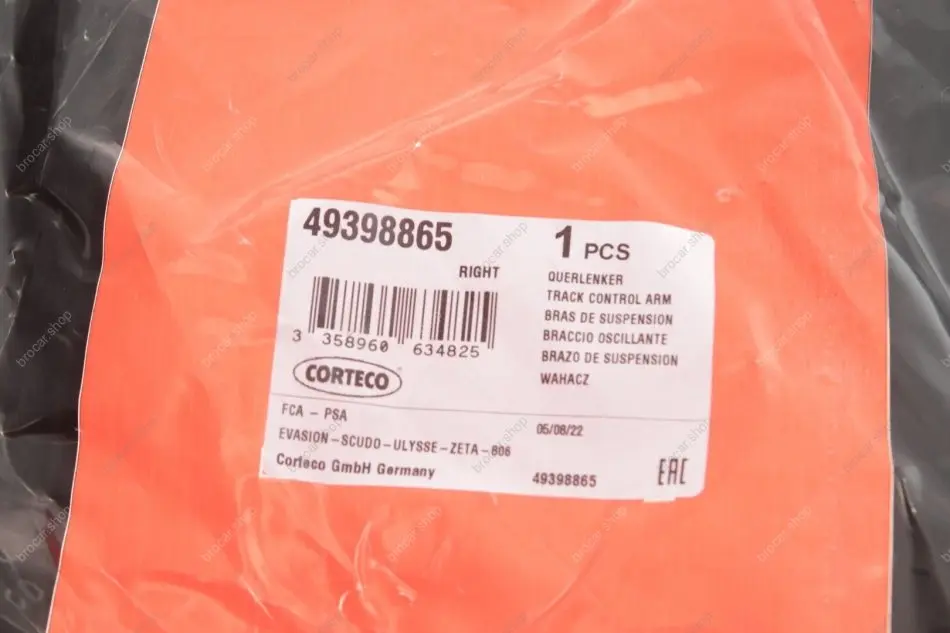 49398865
RIGHT
3 358960 634825
CORTECO
1 PCS
QUERLENKER
TRACK CONTROL ARM
BRAS DE SUSPENSION
BRACCIO OSCILLANTE
BRAZO DE SUSPENSION
WAHACZ
FCA - PSA
05/08/22
EVASION-SCUDO-ULYSSE-ZETA-806
Corteco GmbH Germany
49398865
EAC
brocar.shop